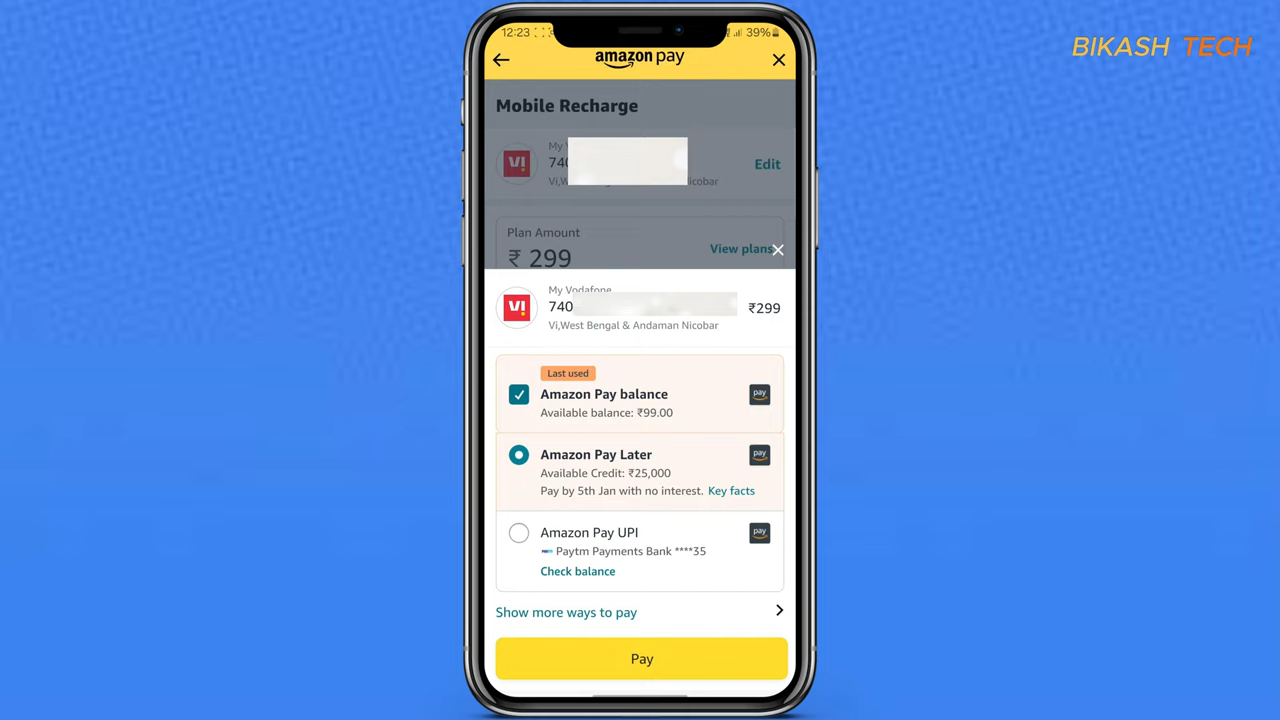 BIKASH TECH
12:23 39%
amazon pay
Mobile Recharge
My
740
Edit
Nicobar
Plan Amount
₹ 299
View plans
My Vodafone
740
₹299
Vi,West Bengal & Andaman Nicobar
Last used
Amazon Pay balance
pay
Available balance: ₹99.00
Amazon Pay Later
pay
Available Credit: ₹25,000
Pay by 5th Jan with no interest. Key facts
Amazon Pay UPI
pay
Paytm Payments Bank ****35
Check balance
Show more ways to pay
Pay